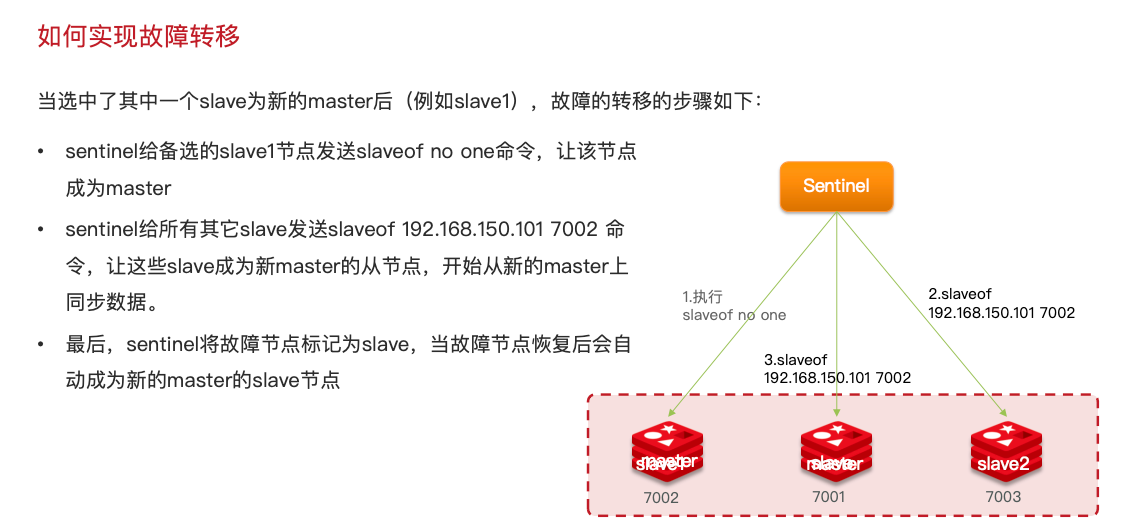 如何实现故障转移
当选中了其中一个slave为新的master后（例如slave1），故障的转移的步骤如下：
• sentinel给备选的slave1节点发送slaveof no one命令，让该节点
成为master
• sentinel给所有其它slave发送slaveof 192.168.150.101 7002 命
令，让这些slave成为新master的从节点，开始从新的master上
同步数据。
• 最后，sentinel将故障节点标记为slave，当故障节点恢复后会自
动成为新的master的slave节点
Sentinel
1.执行
slaveof no one
2.slaveof
192.168.150.101 7002
3.slaveof
192.168.150.101 7002
slave1
master
master
slave
slave2
7002
7001
7003